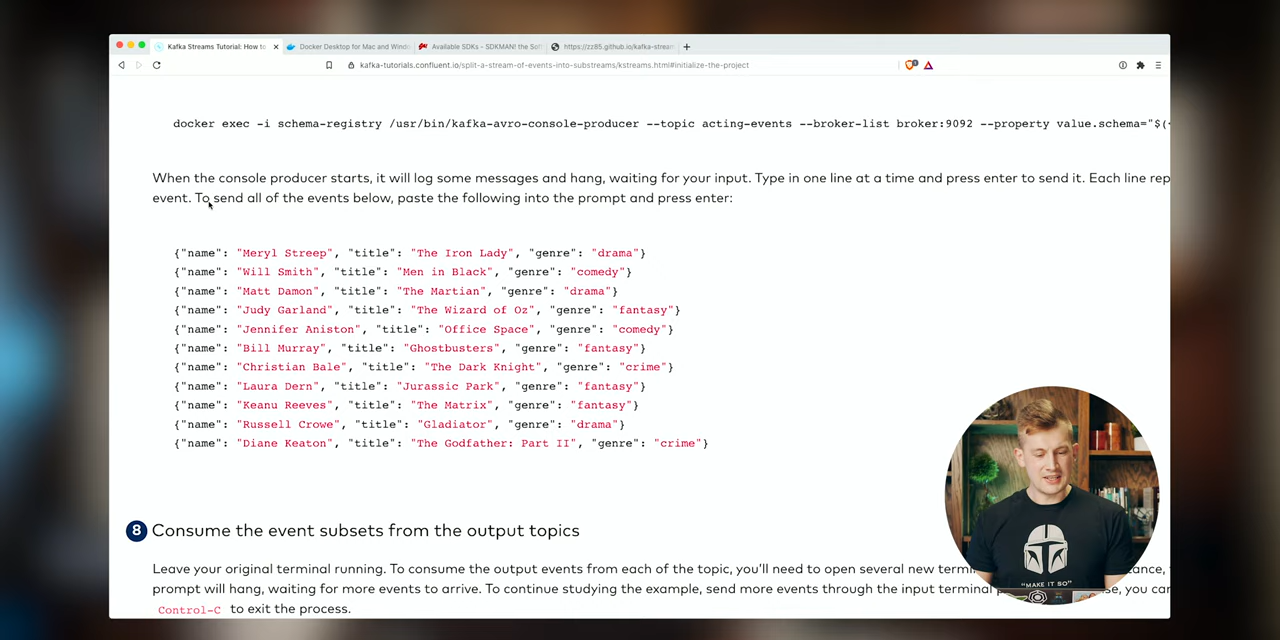 Kafka Streams Tutorial: How to
Docker Desktop for Mac and Windo
Available SDKs - SDKMAN! the Sof
https://zz85.github.io/kafka-stream
kafka-tutorials.confluent.io/split-a-stream-of-events-into-substreams/kstreams.html#initialize-the-project
docker exec -i schema-registry /usr/bin/kafka-avro-console-producer --topic acting-events --broker-list broker:9092 --property value.schema="$(
When the console producer starts, it will log some messages and hang, waiting for your input. Type in one line at a time and press enter to send it. Each line rep
event. To send all of the events below, paste the following into the prompt and press enter:
{"name": "Meryl Streep", "title": "The Iron Lady", "genre": "drama"}
{"name": "Will Smith", "title": "Men in Black", "genre": "comedy"}
{"name": "Matt Damon", "title": "The Martian", "genre": "drama"}
{"name": "Judy Garland", "title": "The Wizard of Oz", "genre": "fantasy"}
{"name": "Jennifer Aniston", "title": "Office Space", "genre": "comedy"}
{"name": "Bill Murray", "title": "Ghostbusters", "genre": "fantasy"}
{"name": "Christian Bale", "title": "The Dark Knight", "genre": "crime"}
{"name": "Laura Dern", "title": "Jurassic Park", "genre": "fantasy"}
{"name": "Keanu Reeves", "title": "The Matrix", "genre": "fantasy"}
{"name": "Russell Crowe", "title": "Gladiator", "genre": "drama"}
{"name": "Diane Keaton", "title": "The Godfather: Part II", "genre": "crime"}
8 Consume the event subsets from the output topics
Leave your original terminal running. To consume the output events from each of the topic, you'll need to open several new termi
prompt will hang, waiting for more events to arrive. To continue studying the example, send more events through the input terminal p
you ca
Control-C to exit the process.
"MAKE IT SO"